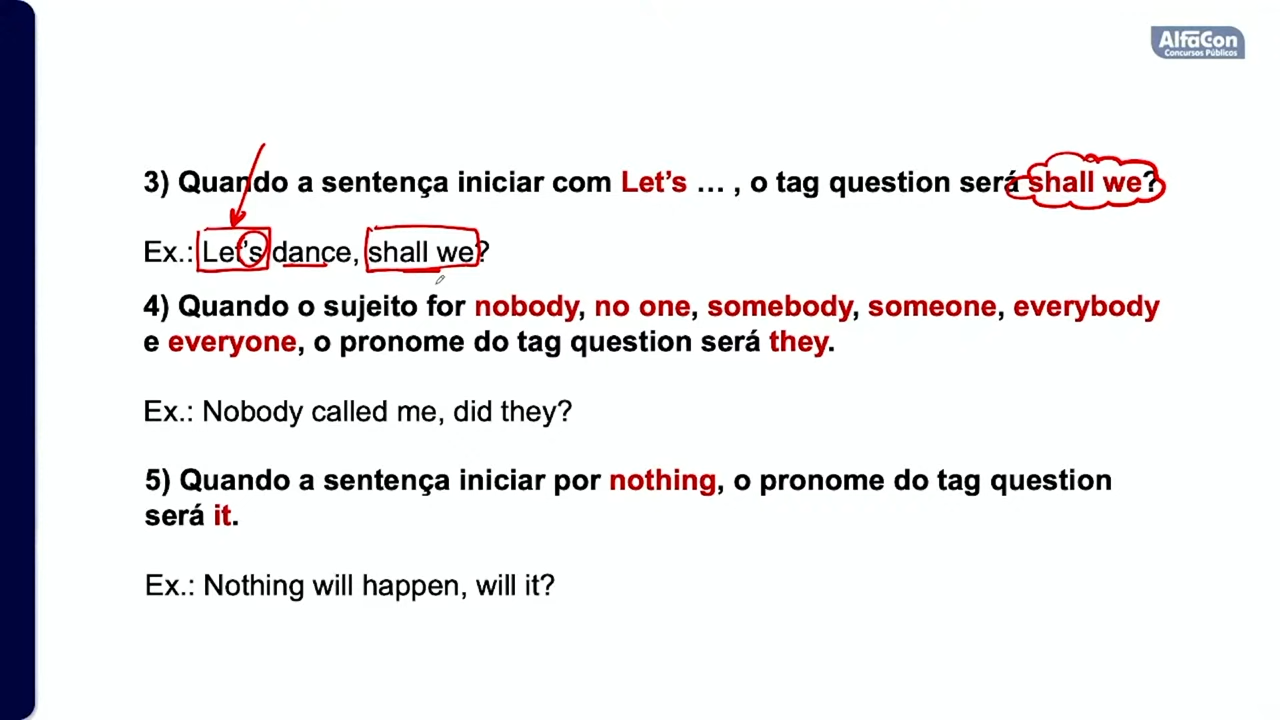 AlfaCon
Concursos Públicos
3) Quando a sentença iniciar com Let’s ... , o tag question será shall we?
Ex.: Let’s dance, shall we?
4) Quando o sujeito for nobody, no one, somebody, someone, everybody
e everyone, o pronome do tag question será they.
Ex.: Nobody called me, did they?
5) Quando a sentença iniciar por nothing, o pronome do tag question
será it.
Ex.: Nothing will happen, will it?